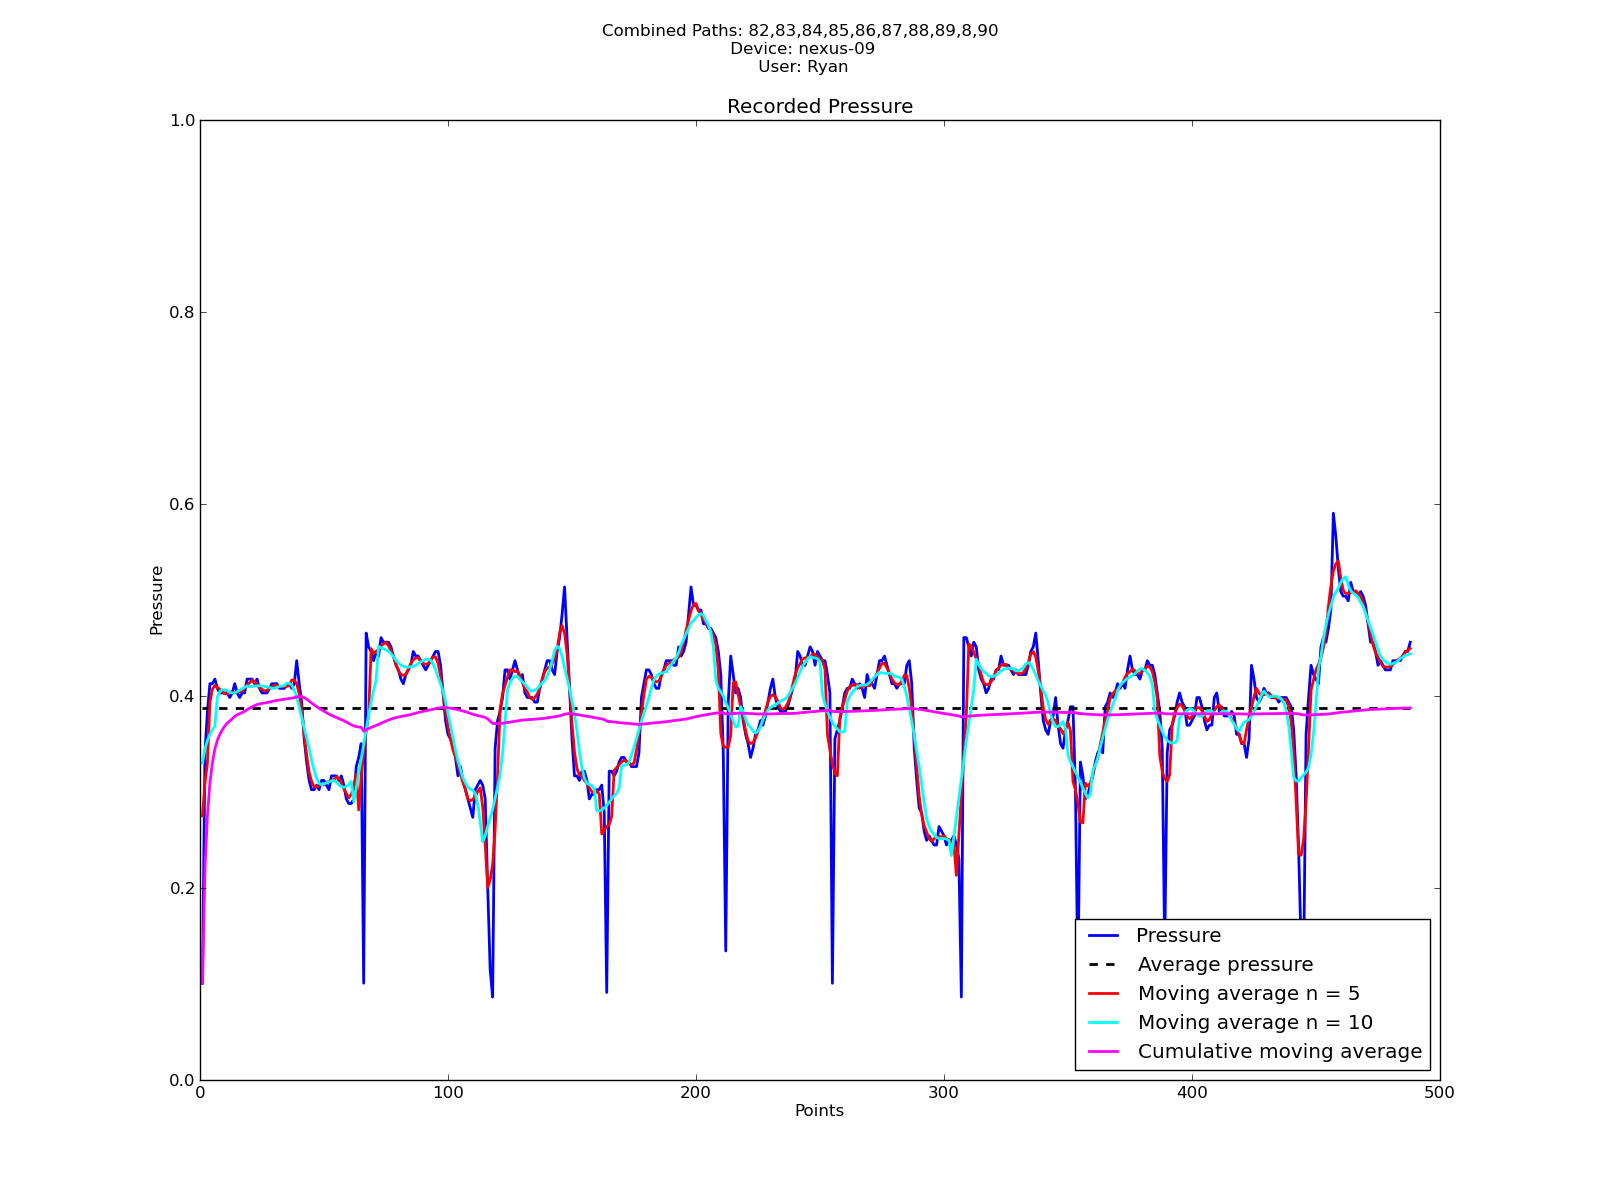 Combined Paths: 82,83,84,85,86,87,88,89,8,90
Device: nexus-09
User: Ryan
Recorded Pressure
1.0
0.8
0.6
0.4
0.2
0.0
Pressure
0 100 200 300 400 500
Points
Pressure
Average pressure
Moving average n = 5
Moving average n = 10
Cumulative moving average